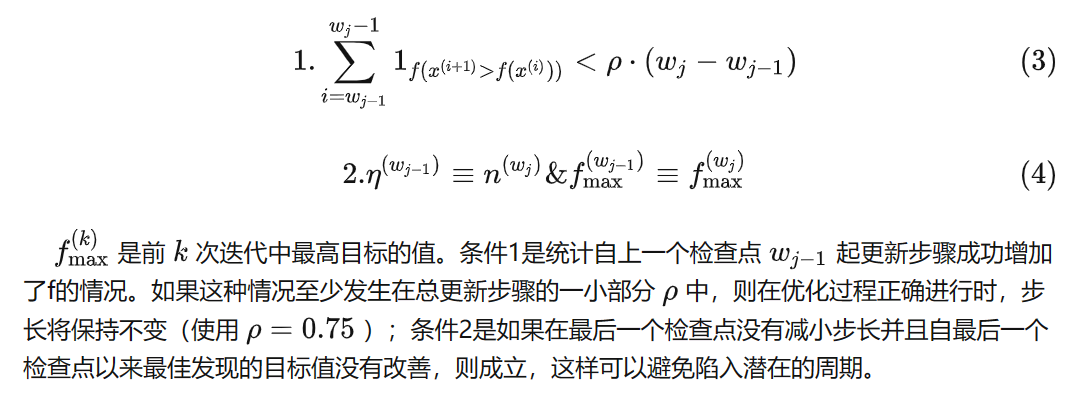 1. \sum_{i=w_{j-1}}^{w_j-1} 1_{f(x^{(i+1)}>f(x^{(i)}))} < ρ · (w_j − w_{j−1}) (3)
2.η^{(w_{j-1})} ≡ n^{(w_j)} & f_{max}^{(w_{j-1})} ≡ f_{max}^{(w_j)} (4)
f_{max}^{(k)} 是前 k 次迭代中最高目标的值。条件1是统计自上一个检查点 w_{j−1} 起更新步骤成功增加
了f的情况。如果这种情况至少发生在总更新步骤的一小部分 ρ 中，则在优化过程正确进行时，步
长将保持不变（使用 ρ = 0.75 ）；条件2是如果在最后一个检查点没有减小步长并且自最后一个
检查点以来最佳发现的目标值没有改善，则成立，这样可以避免陷入潜在的周期。